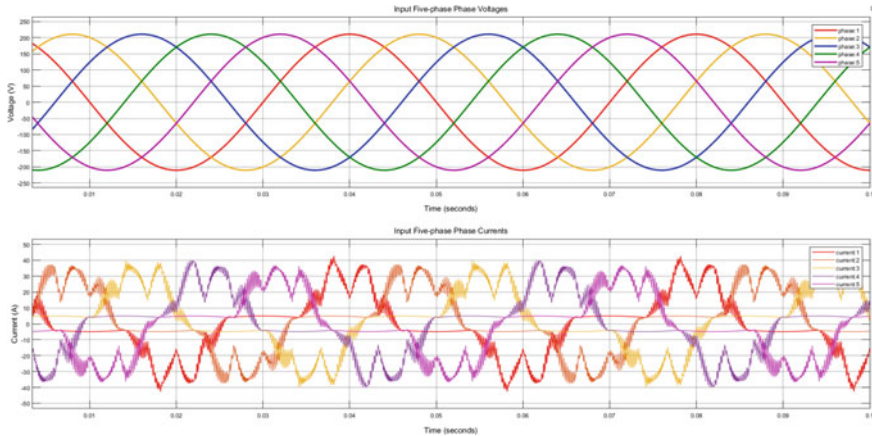 Input Five-phase Phase Voltages
250
200
150
100
50
0
-50
-100
-150
-200
-250
Voltage (V)
phase:1
phase:2
phase:3
phase:4
phase:5
0.01
0.02
0.03
0.04
0.05
0.06
0.07
0.08
0.09
0.1
Time (seconds)
Input Five-phase Phase Currents
50
40
30
20
10
0
-10
-20
-30
-40
-50
Current (A)
current:1
current:2
current:3
current:4
current:5
0.01
0.02
0.03
0.04
0.05
0.06
0.07
0.08
0.09
0.1
Time (seconds)